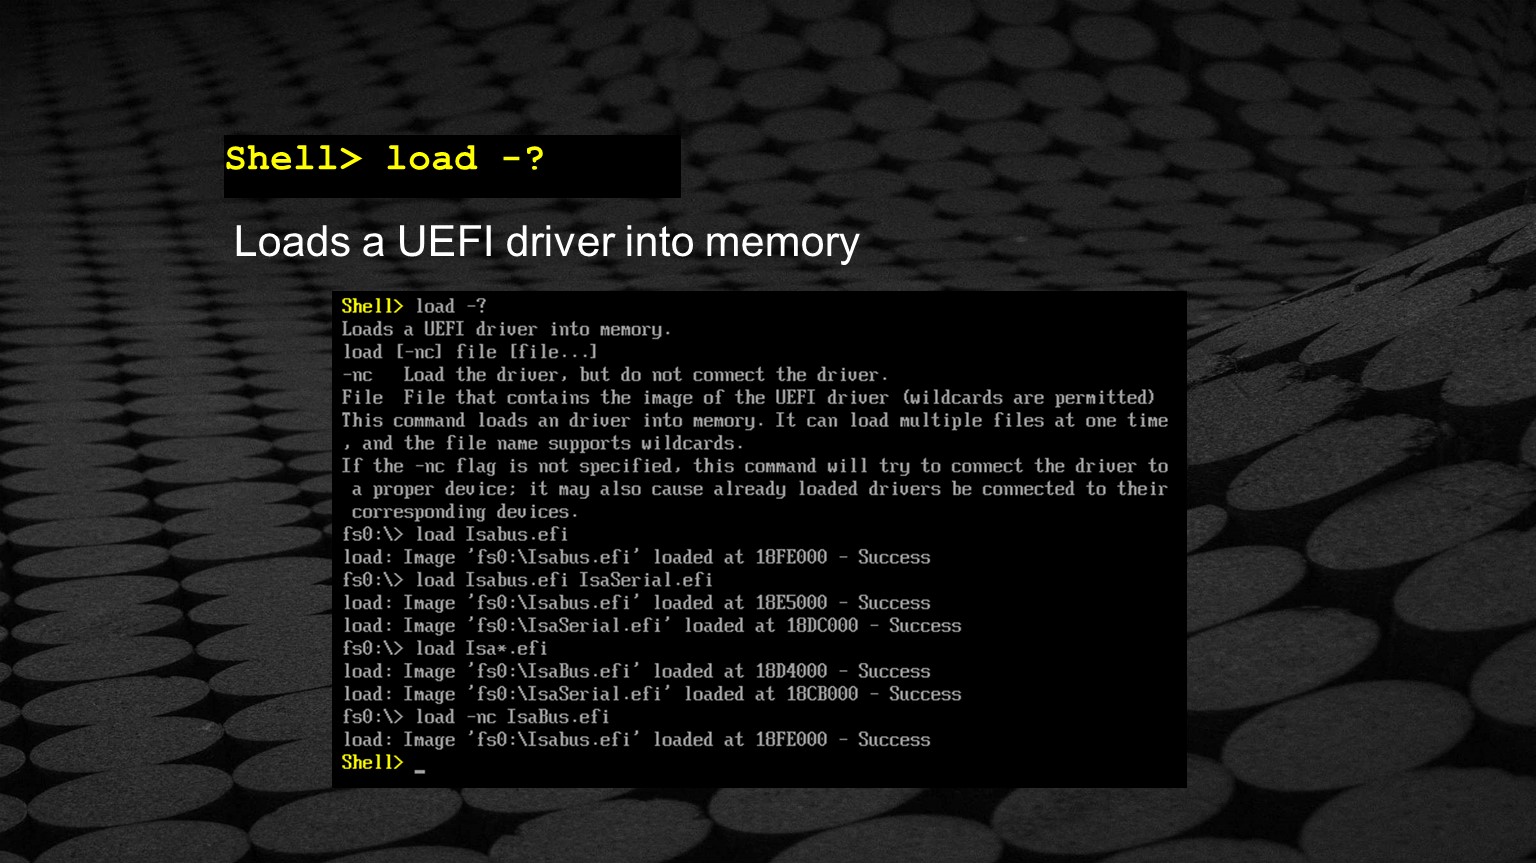 Shell> load -?
Loads a UEFI driver into memory
Shell> load -?
Loads a UEFI driver into memory.
load [-nc] file [file...]
-nc   Load the driver, but do not connect the driver.
File  File that contains the image of the UEFI driver (wildcards are permitted)
This command loads an driver into memory. It can load multiple files at one time
, and the file name supports wildcards.
If the -nc flag is not specified, this command will try to connect the driver to
a proper device; it may also cause already loaded drivers be connected to their
corresponding devices.
fs0:\> load Isabus.efi
load: Image 'fs0:\Isabus.efi' loaded at 18FE000 - Success
fs0:\> load Isabus.efi IsaSerial.efi
load: Image 'fs0:\Isabus.efi' loaded at 18E5000 - Success
load: Image 'fs0:\IsaSerial.efi' loaded at 18DC000 - Success
fs0:\> load Isa*.efi
load: Image 'fs0:\IsaBus.efi' loaded at 18D4000 - Success
load: Image 'fs0:\IsaSerial.efi' loaded at 18CB000 - Success
fs0:\> load -nc IsaBus.efi
load: Image 'fs0:\Isabus.efi' loaded at 18FE000 - Success
Shell> _